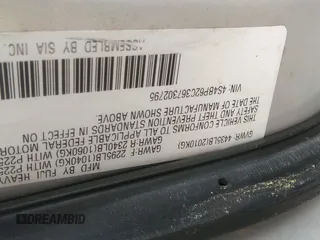 MFD BY FUJI HEAVY
GVWR: 4435LB(2010KG)
GAWR-F: 2295LB(1040KG) WITH P225
GAWR-R: 2340LB(1060KG) WITH P225
THIS VEHICLE CONFORMS TO ALL APPLICABLE FEDERAL MOTOR
SAFETY AND THEFT PREVENTION STANDARDS IN EFFECT ON
THE DATE OF MANUFACTURE SHOWN ABOVE
VIN: 4S4BP62C367302795
ASSEMBLED BY SIA INC.